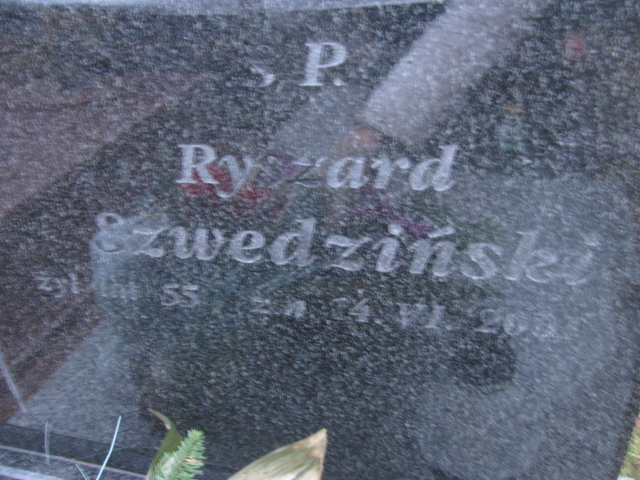 Ś. P.
Ryszard
Szwedziński
żył lat 55 zm. 24. VI.